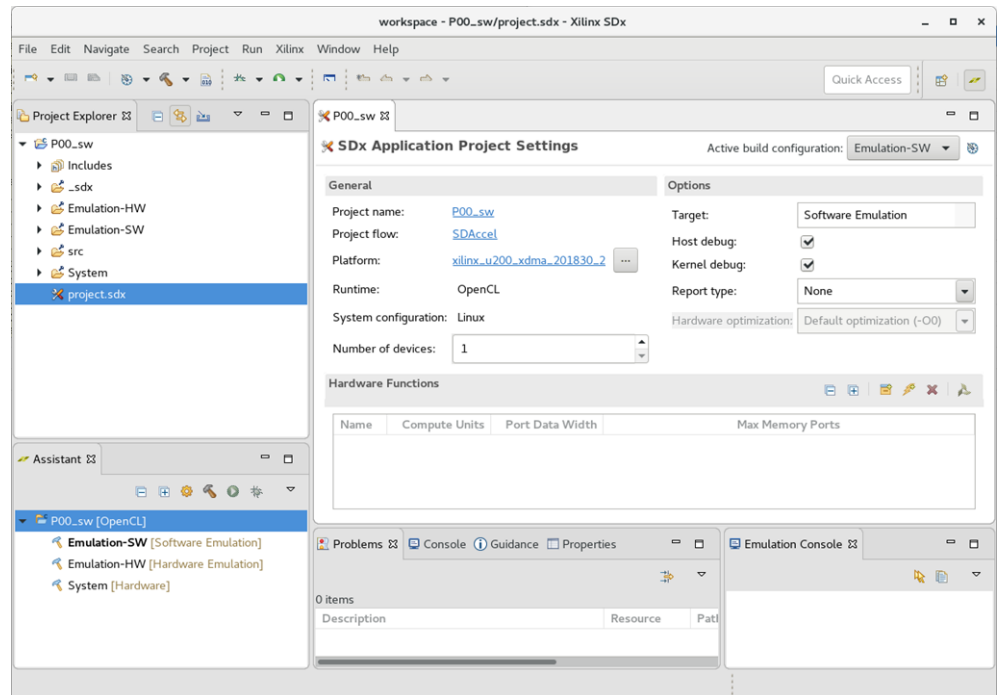 workspace - P00_sw/project.sdx - Xilinx SDx
File Edit Navigate Search Project Run Xilinx Window Help
Quick Access
Project Explorer
P00_sw
Includes
_sdx
Emulation-HW
Emulation-SW
src
System
project.sdx
Assistant
P00_sw [OpenCL]
Emulation-SW [Software Emulation]
Emulation-HW [Hardware Emulation]
System [Hardware]
P00_sw
SDx Application Project Settings
Active build configuration: Emulation-SW
General
Project name: P00_sw
Project flow: SDAccel
Platform: xilinx_u200_xdma_201830_2 ...
Runtime: OpenCL
System configuration: Linux
Number of devices: 1
Options
Target: Software Emulation
Host debug:
Kernel debug:
Report type: None
Hardware optimization: Default optimization (-O0)
Hardware Functions
Name Compute Units Port Data Width Max Memory Ports
Problems Console Guidance Properties
0 items
Description Resource Path
Emulation Console